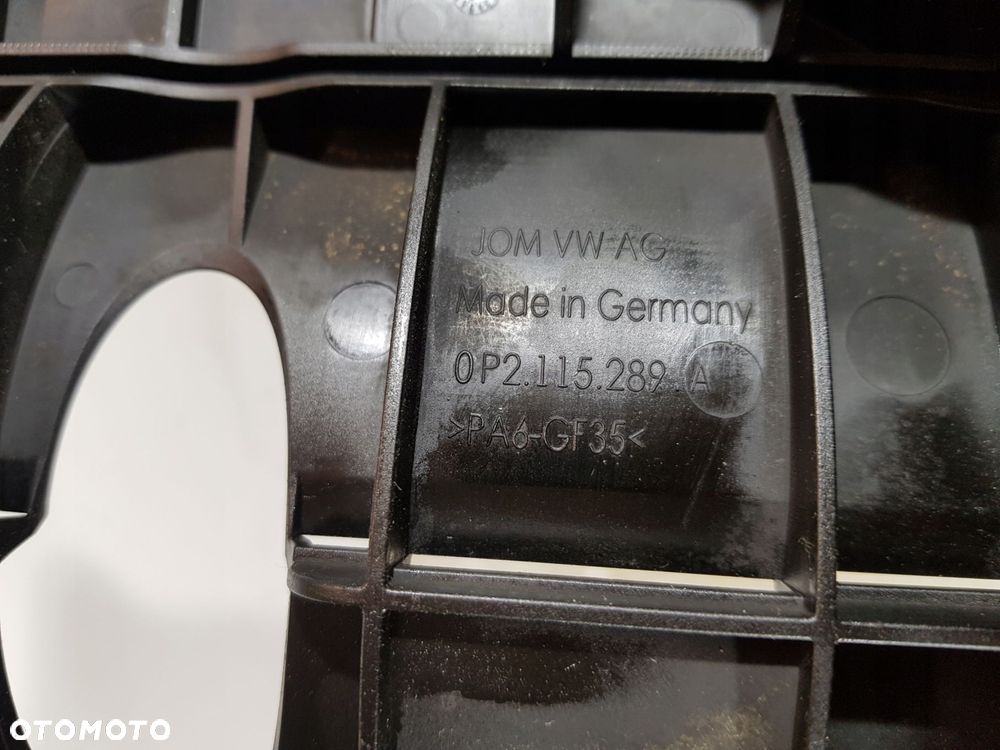 JOM VW AG
Made in Germany
0P2.115.289.A
>PA6-GF35<
OTOMOTO